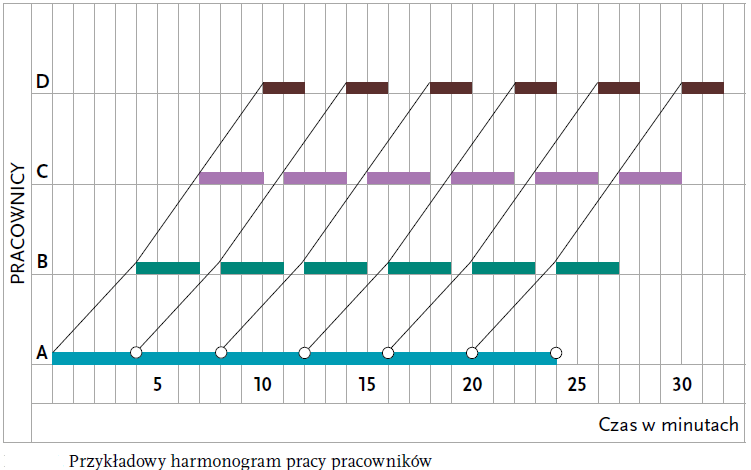 PRACOWNICY
D
C
B
A
5 10 15 20 25 30
Czas w minutach
Przykładowy harmonogram pracy pracowników